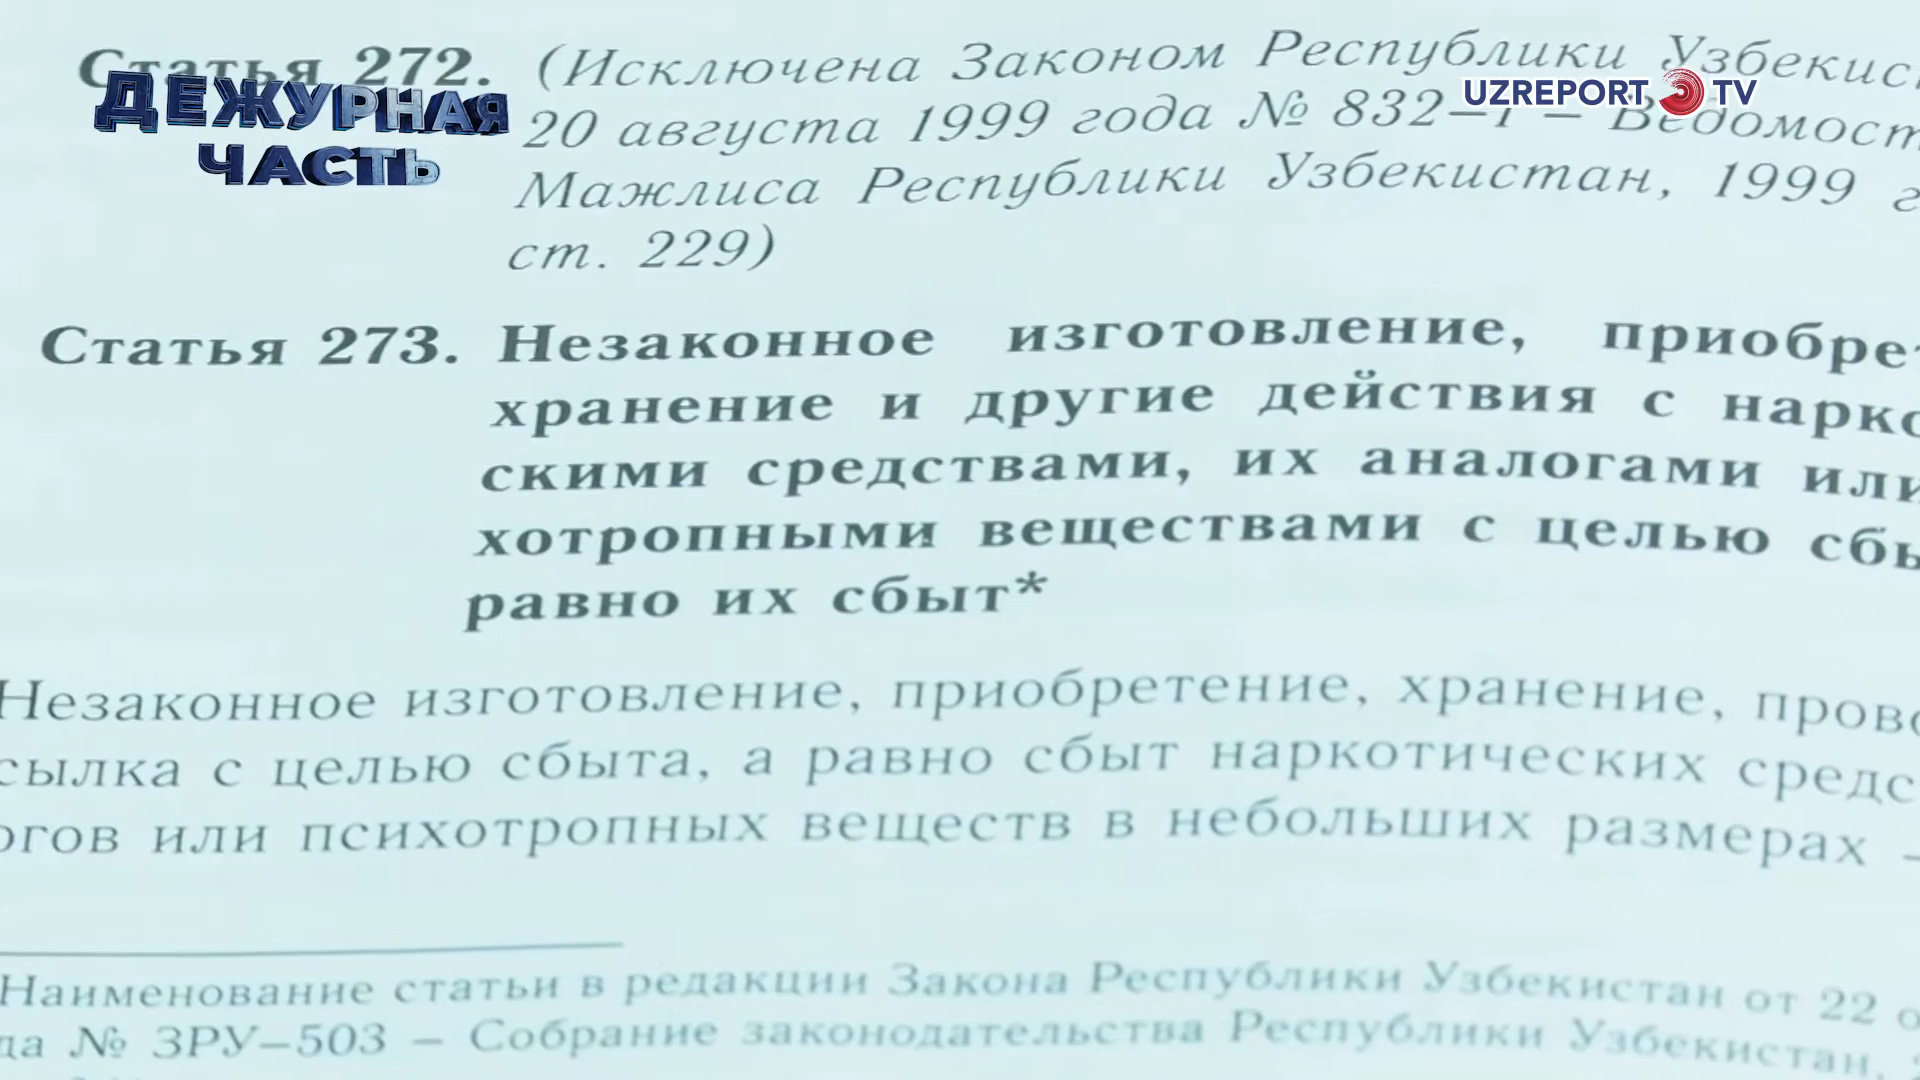 Статья 272. (Исключена Законом Республики Узбекис
ДЕЖУРНАЯ
ЧАСТЬ
UZREPORT TV
20 августа 1999 года № 832–I – Ведомост
Мажлиса Республики Узбекистан, 1999 г
ст. 229)
Статья 273. Незаконное изготовление, приобрет
хранение и другие действия с нарко
скими средствами, их аналогами или
хотропными веществами с целью сбы
равно их сбыт*
Незаконное изготовление, приобретение, хранение, прово
сылка с целью сбыта, а равно сбыт наркотических средс
огов или психотропных веществ в небольших размерах –
Наименование статьи в редакции Закона Республики Узбекистан от 22 о
да № ЗРУ–503 – Собрание законодательства Республики Узбекистан,